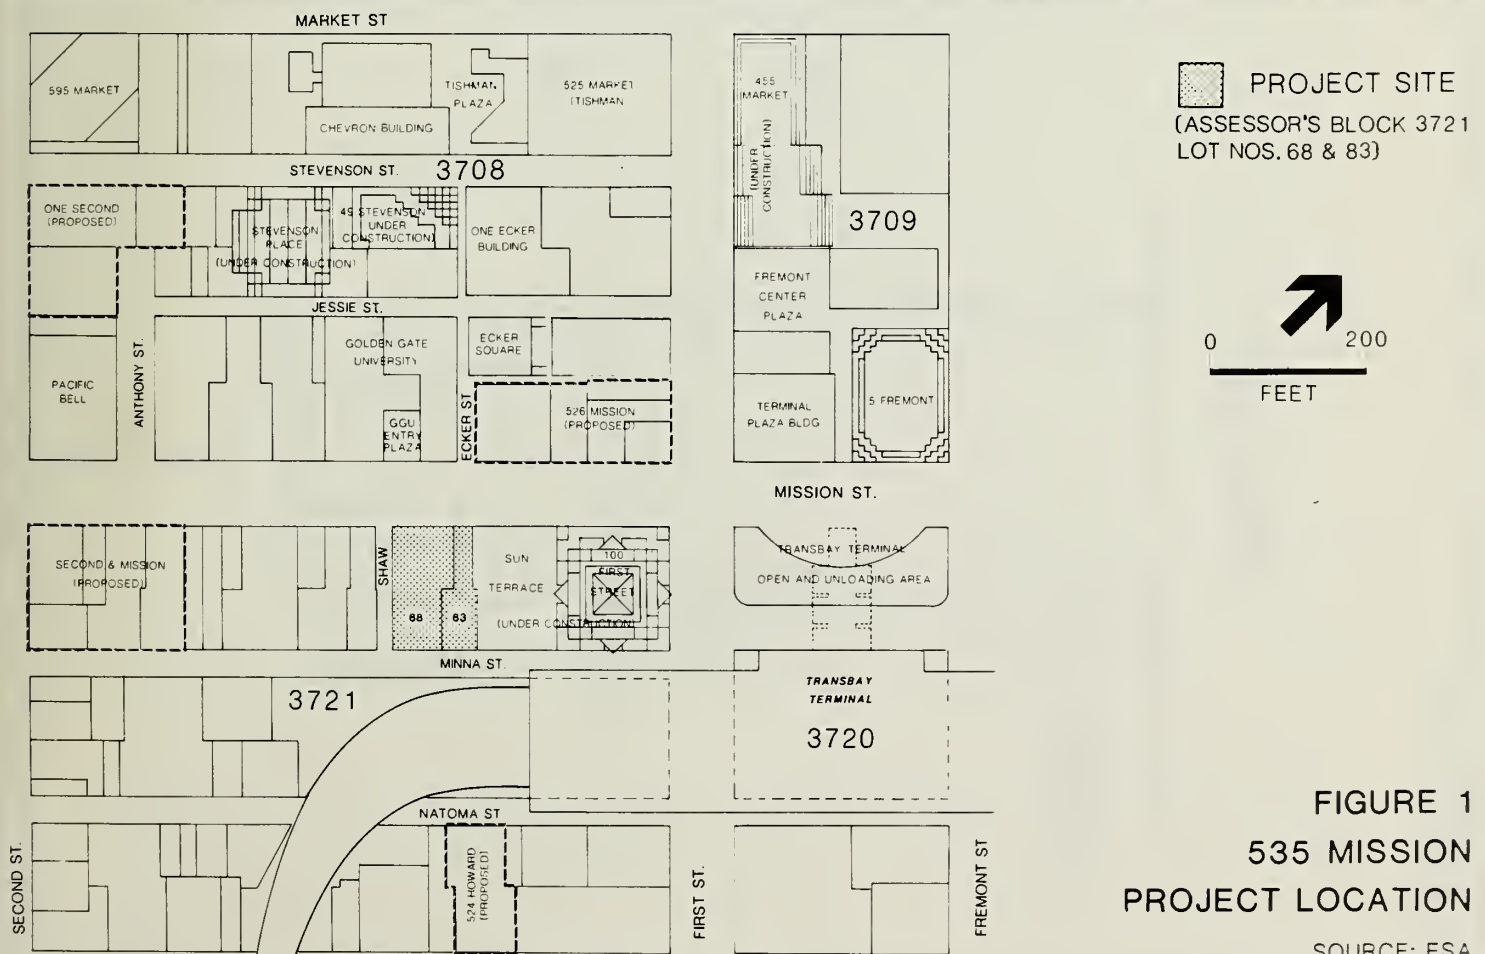 MARKET ST
595 MARKET
TISHMAN
PLAZA
525 MARKET
(TISHMAN
CHEVRON BUILDING
455
MARKET
(UNDER
CONSTRUCTION)
PROJECT SITE
(ASSESSOR'S BLOCK 3721
LOT NOS. 68 & 83)
STEVENSON ST.
3708
3709
ONE SECOND
(PROPOSED)
STEVENSON
PLACE
(UNDER CONSTRUCTION)
49 STEVENSON
UNDER
CONSTRUCTION)
ONE ECKER
BUILDING
FREMONT
CENTER
PLAZA
0
200
FEET
JESSIE ST.
PACIFIC
BELL
ANTHONY ST.
GOLDEN GATE
UNIVERSITY
GGU
ENTRY
PLAZA
ECKER
SQUARE
ECKER ST
526 MISSION
(PROPOSED)
TERMINAL
PLAZA BLDG
5 FREMONT
MISSION ST.
SECOND & MISSION
(PROPOSED)
SHAW
68
63
SUN
TERRACE
(UNDER CONSTRUCTION)
100
FIRST
STREET
TRANSBAY TERMINAL
OPEN AND UNLOADING AREA
MINNA ST.
3721
TRANSBAY
TERMINAL
3720
NATOMA ST
524 HOWARD
(PROPOSED)
SECOND ST.
FIRST ST.
FREMONT ST
FIGURE 1
535 MISSION
PROJECT LOCATION
SOURCE: ESA